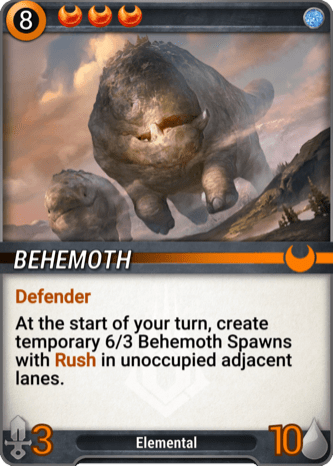 8
BEHEMOTH
Defender
At the start of your turn, create
temporary 6/3 Behemoth Spawns
with Rush in unoccupied adjacent
lanes.
3
Elemental
10